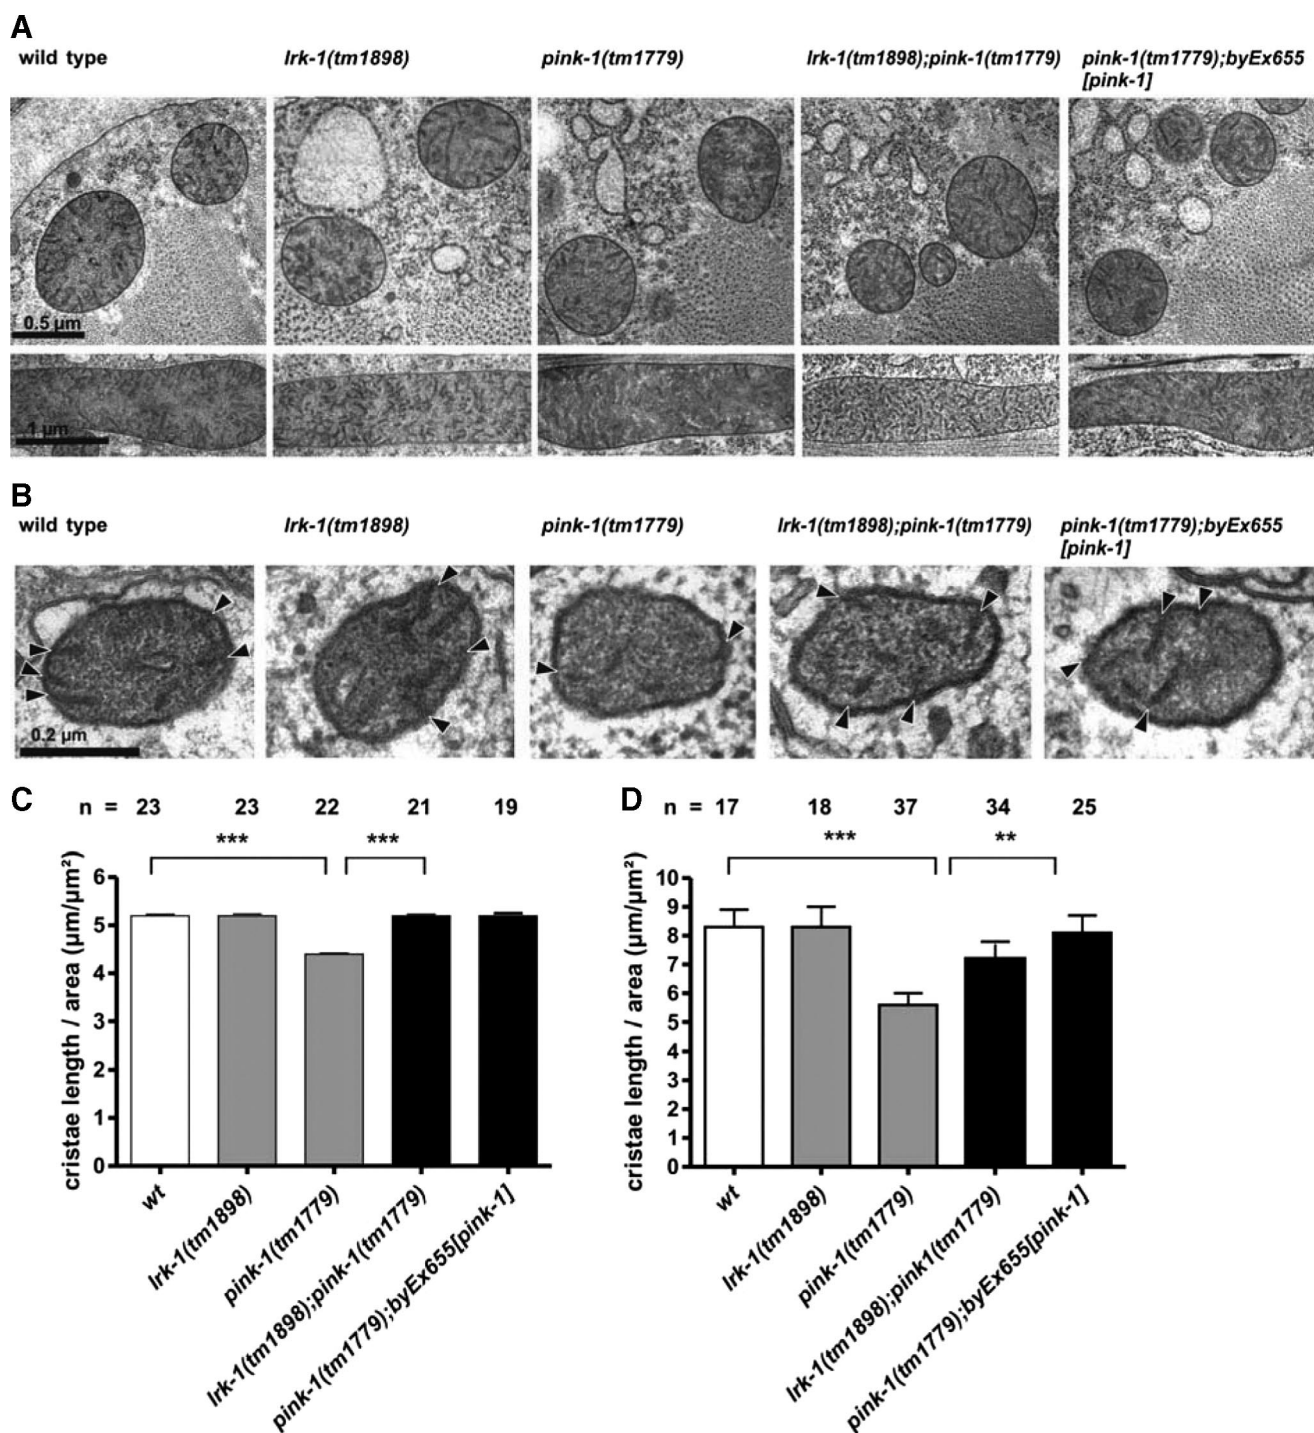 A
wild type lrk-1(tm1898) pink-1(tm1779) lrk-1(tm1898);pink-1(tm1779) pink-1(tm1779);byEx655
[pink-1]
0.5 µm
1 µm
B
wild type lrk-1(tm1898) pink-1(tm1779) lrk-1(tm1898);pink-1(tm1779) pink-1(tm1779);byEx655
[pink-1]
0.2 µm
C
n = 23 23 22 21 19
*** ***
cristae length / area (µm/µm²)
6
5
4
3
2
1
0
wt
lrk-1(tm1898)
pink-1(tm1779)
lrk-1(tm1898);pink-1(tm1779)
pink-1(tm1779);byEx655[pink-1]
D
n = 17 18 37 34 25
*** **
cristae length / area (µm/µm²)
10
9
8
7
6
5
4
3
2
1
0
wt
lrk-1(tm1898)
pink-1(tm1779)
lrk-1(tm1898);pink1(tm1779)
pink-1(tm1779);byEx655[pink-1]